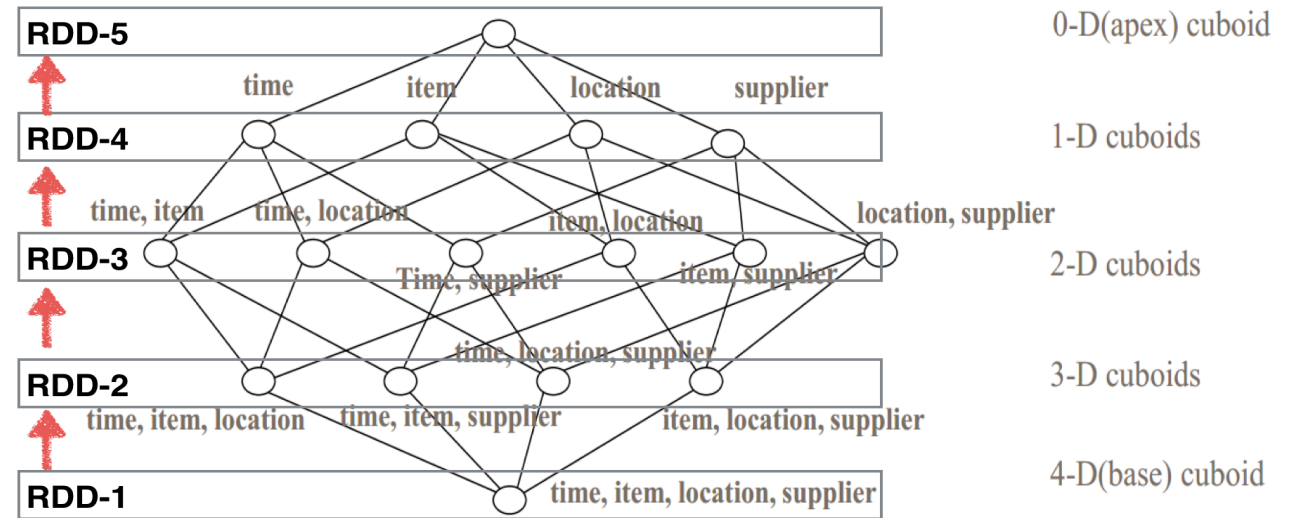 RDD-5
0-D(apex) cuboid
time
item
location
supplier
RDD-4
1-D cuboids
time, item
time, location
item, location
location, supplier
RDD-3
2-D cuboids
Time, supplier
item, supplier
time, location, supplier
RDD-2
3-D cuboids
time, item, location
time, item, supplier
item, location, supplier
RDD-1
time, item, location, supplier
4-D(base) cuboid